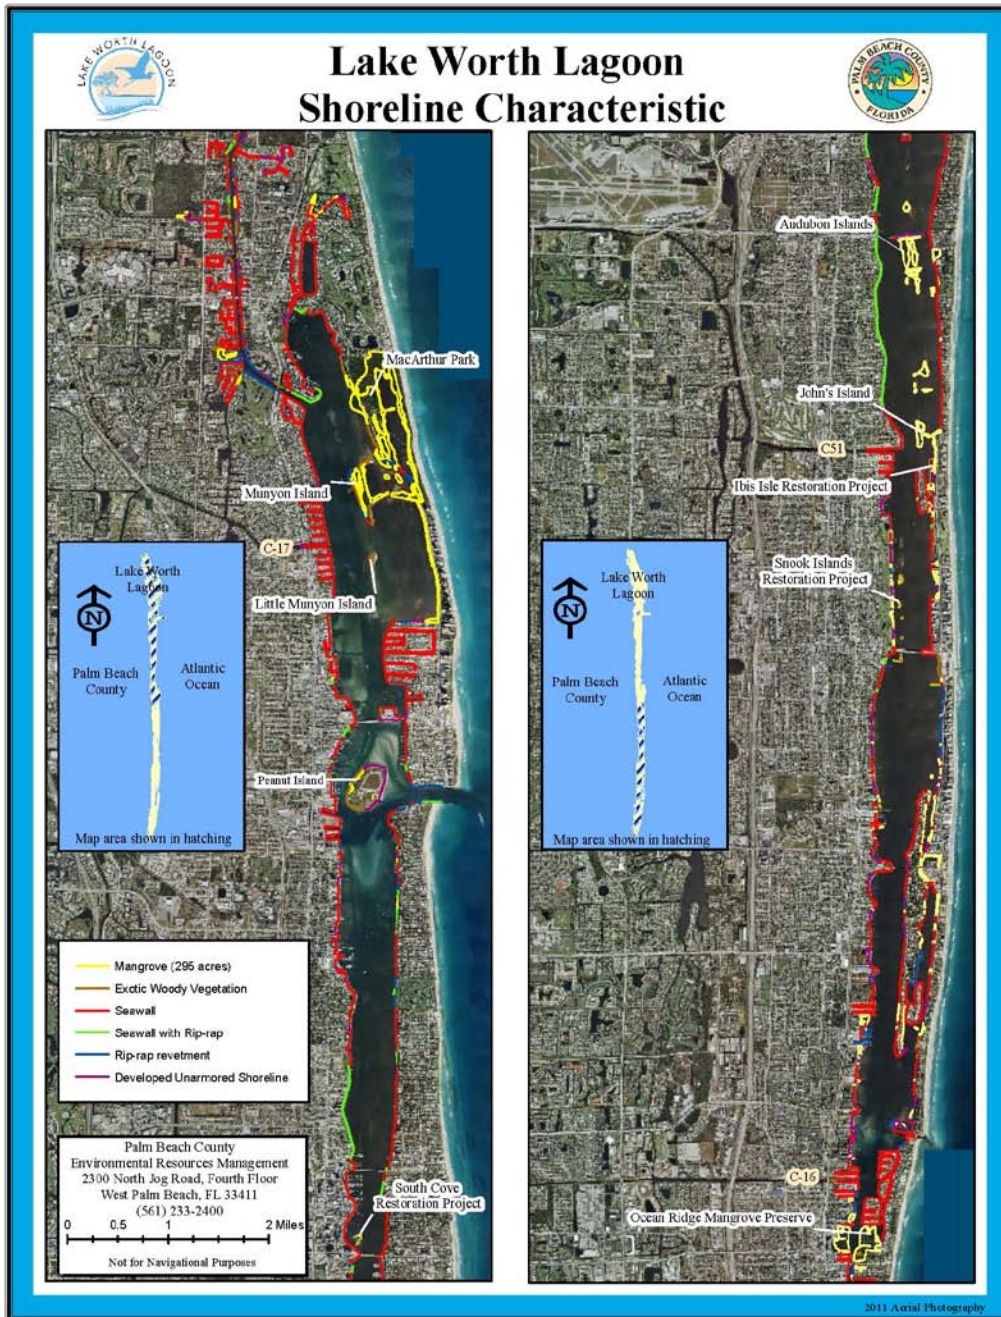 Lake Worth Lagoon
Shoreline Characteristic
LAKE WORTH LAGOON
PALM BEACH COUNTY
FLORIDA
MacArthur Park
Munyon Island
C-17
Little Munyon Island
Lake Worth
Lagoon
N
Palm Beach
County
Atlantic
Ocean
Map area shown in hatching
Peanut Island
Mangrove (295 acres)
Exotic Woody Vegetation
Seawall
Seawall with Rip-rap
Rip-rap revetment
Developed Unarmored Shoreline
Palm Beach County
Environmental Resources Management
2300 North Jog Road, Fourth Floor
West Palm Beach, FL 33411
(561) 233-2400
0 0.5 1 2 Miles
Not for Navigational Purposes
South Cove
Restoration Project
Audubon Islands
John's Island
C51
Ibis Isle Restoration Project
Snook Islands
Restoration Project
Lake Worth
Lagoon
N
Palm Beach
County
Atlantic
Ocean
Map area shown in hatching
C-16
Ocean Ridge Mangrove Preserve
2011 Aerial Photography